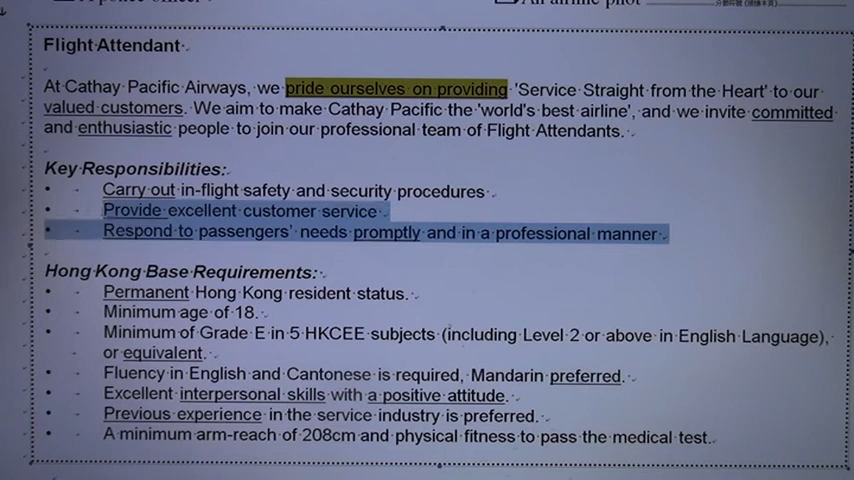 An airline pilot
Flight Attendant
At Cathay Pacific Airways, we pride ourselves on providing 'Service Straight from the Heart' to our
valued customers. We aim to make Cathay Pacific the 'world's best airline', and we invite committed
and enthusiastic people to join our professional team of Flight Attendants.
Key Responsibilities:
• Carry out in-flight safety and security procedures
• Provide excellent customer service
• Respond to passengers' needs promptly and in a professional manner
Hong Kong Base Requirements:
• Permanent Hong Kong resident status.
• Minimum age of 18.
• Minimum of Grade E in 5 HKCEE subjects (including Level 2 or above in English Language),
or equivalent.
• Fluency in English and Cantonese is required, Mandarin preferred.
• Excellent interpersonal skills with a positive attitude.
• Previous experience in the service industry is preferred.
• A minimum arm-reach of 208cm and physical fitness to pass the medical test.